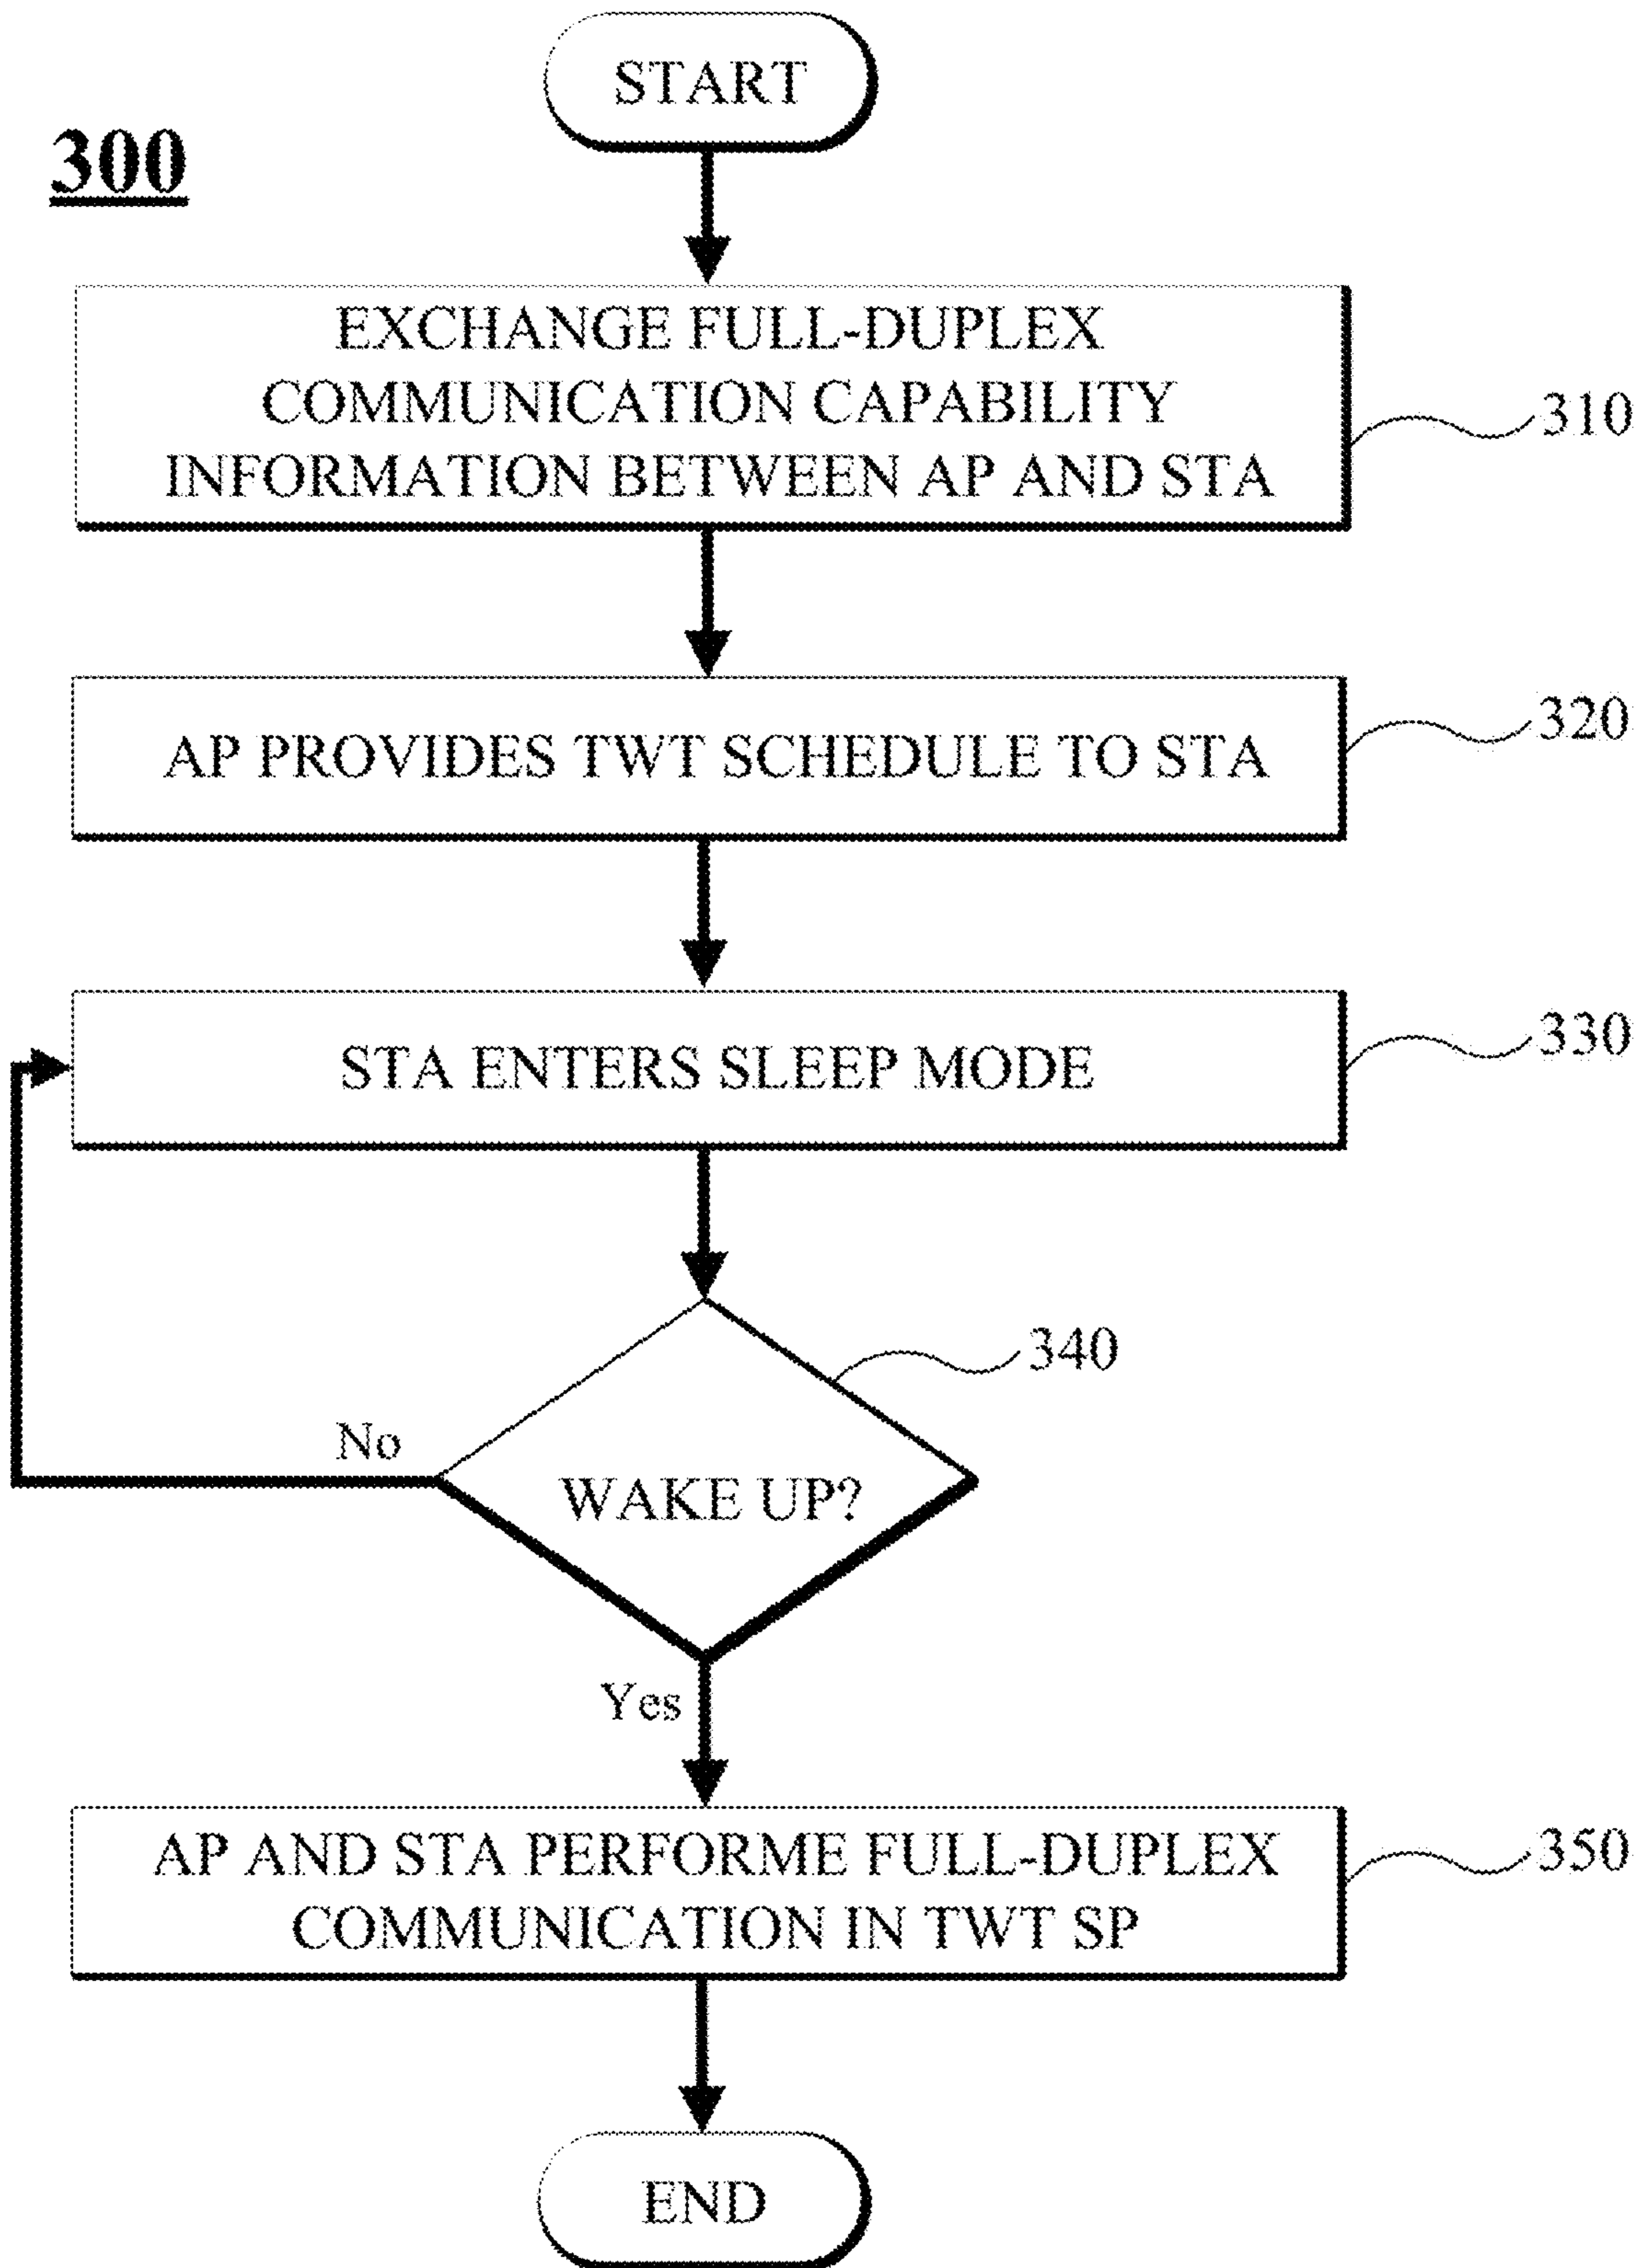 START
300
EXCHANGE FULL-DUPLEX
COMMUNICATION CAPABILITY
INFORMATION BETWEEN AP AND STA
310
AP PROVIDES TWT SCHEDULE TO STA
320
STA ENTERS SLEEP MODE
330
340
No
WAKE UP?
Yes
AP AND STA PERFORME FULL-DUPLEX
COMMUNICATION IN TWT SP
350
END